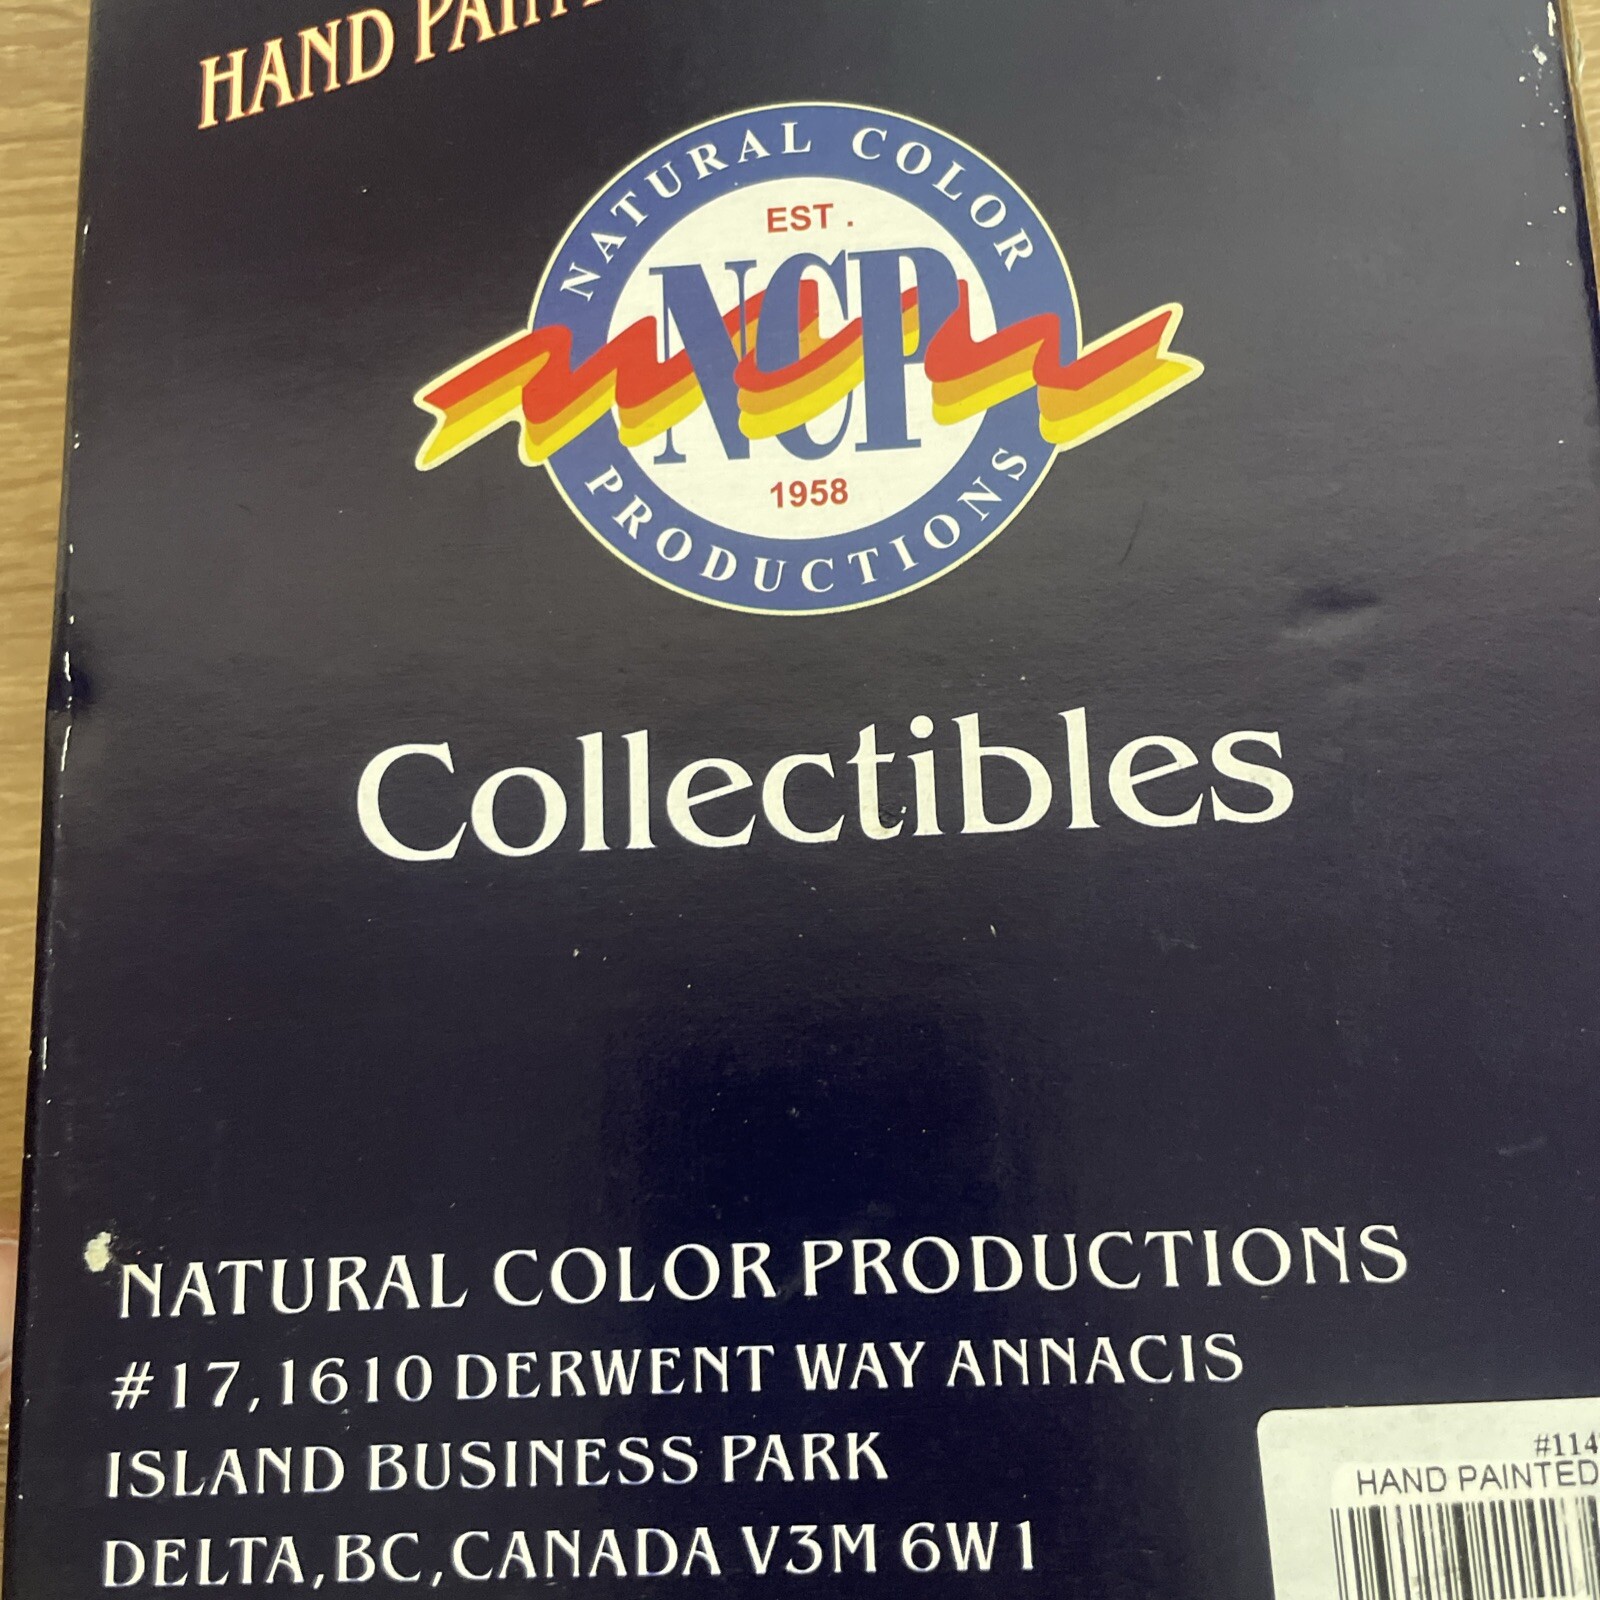 HAND
NATURAL COLOR
EST .
NCP
1958
PRODUCTIONS
Collectibles
NATURAL COLOR PRODUCTIONS
#17, 1610 DERWENT WAY ANNACIS
ISLAND BUSINESS PARK
DELTA, BC, CANADA V3M 6W1
#114
HAND PAINTED